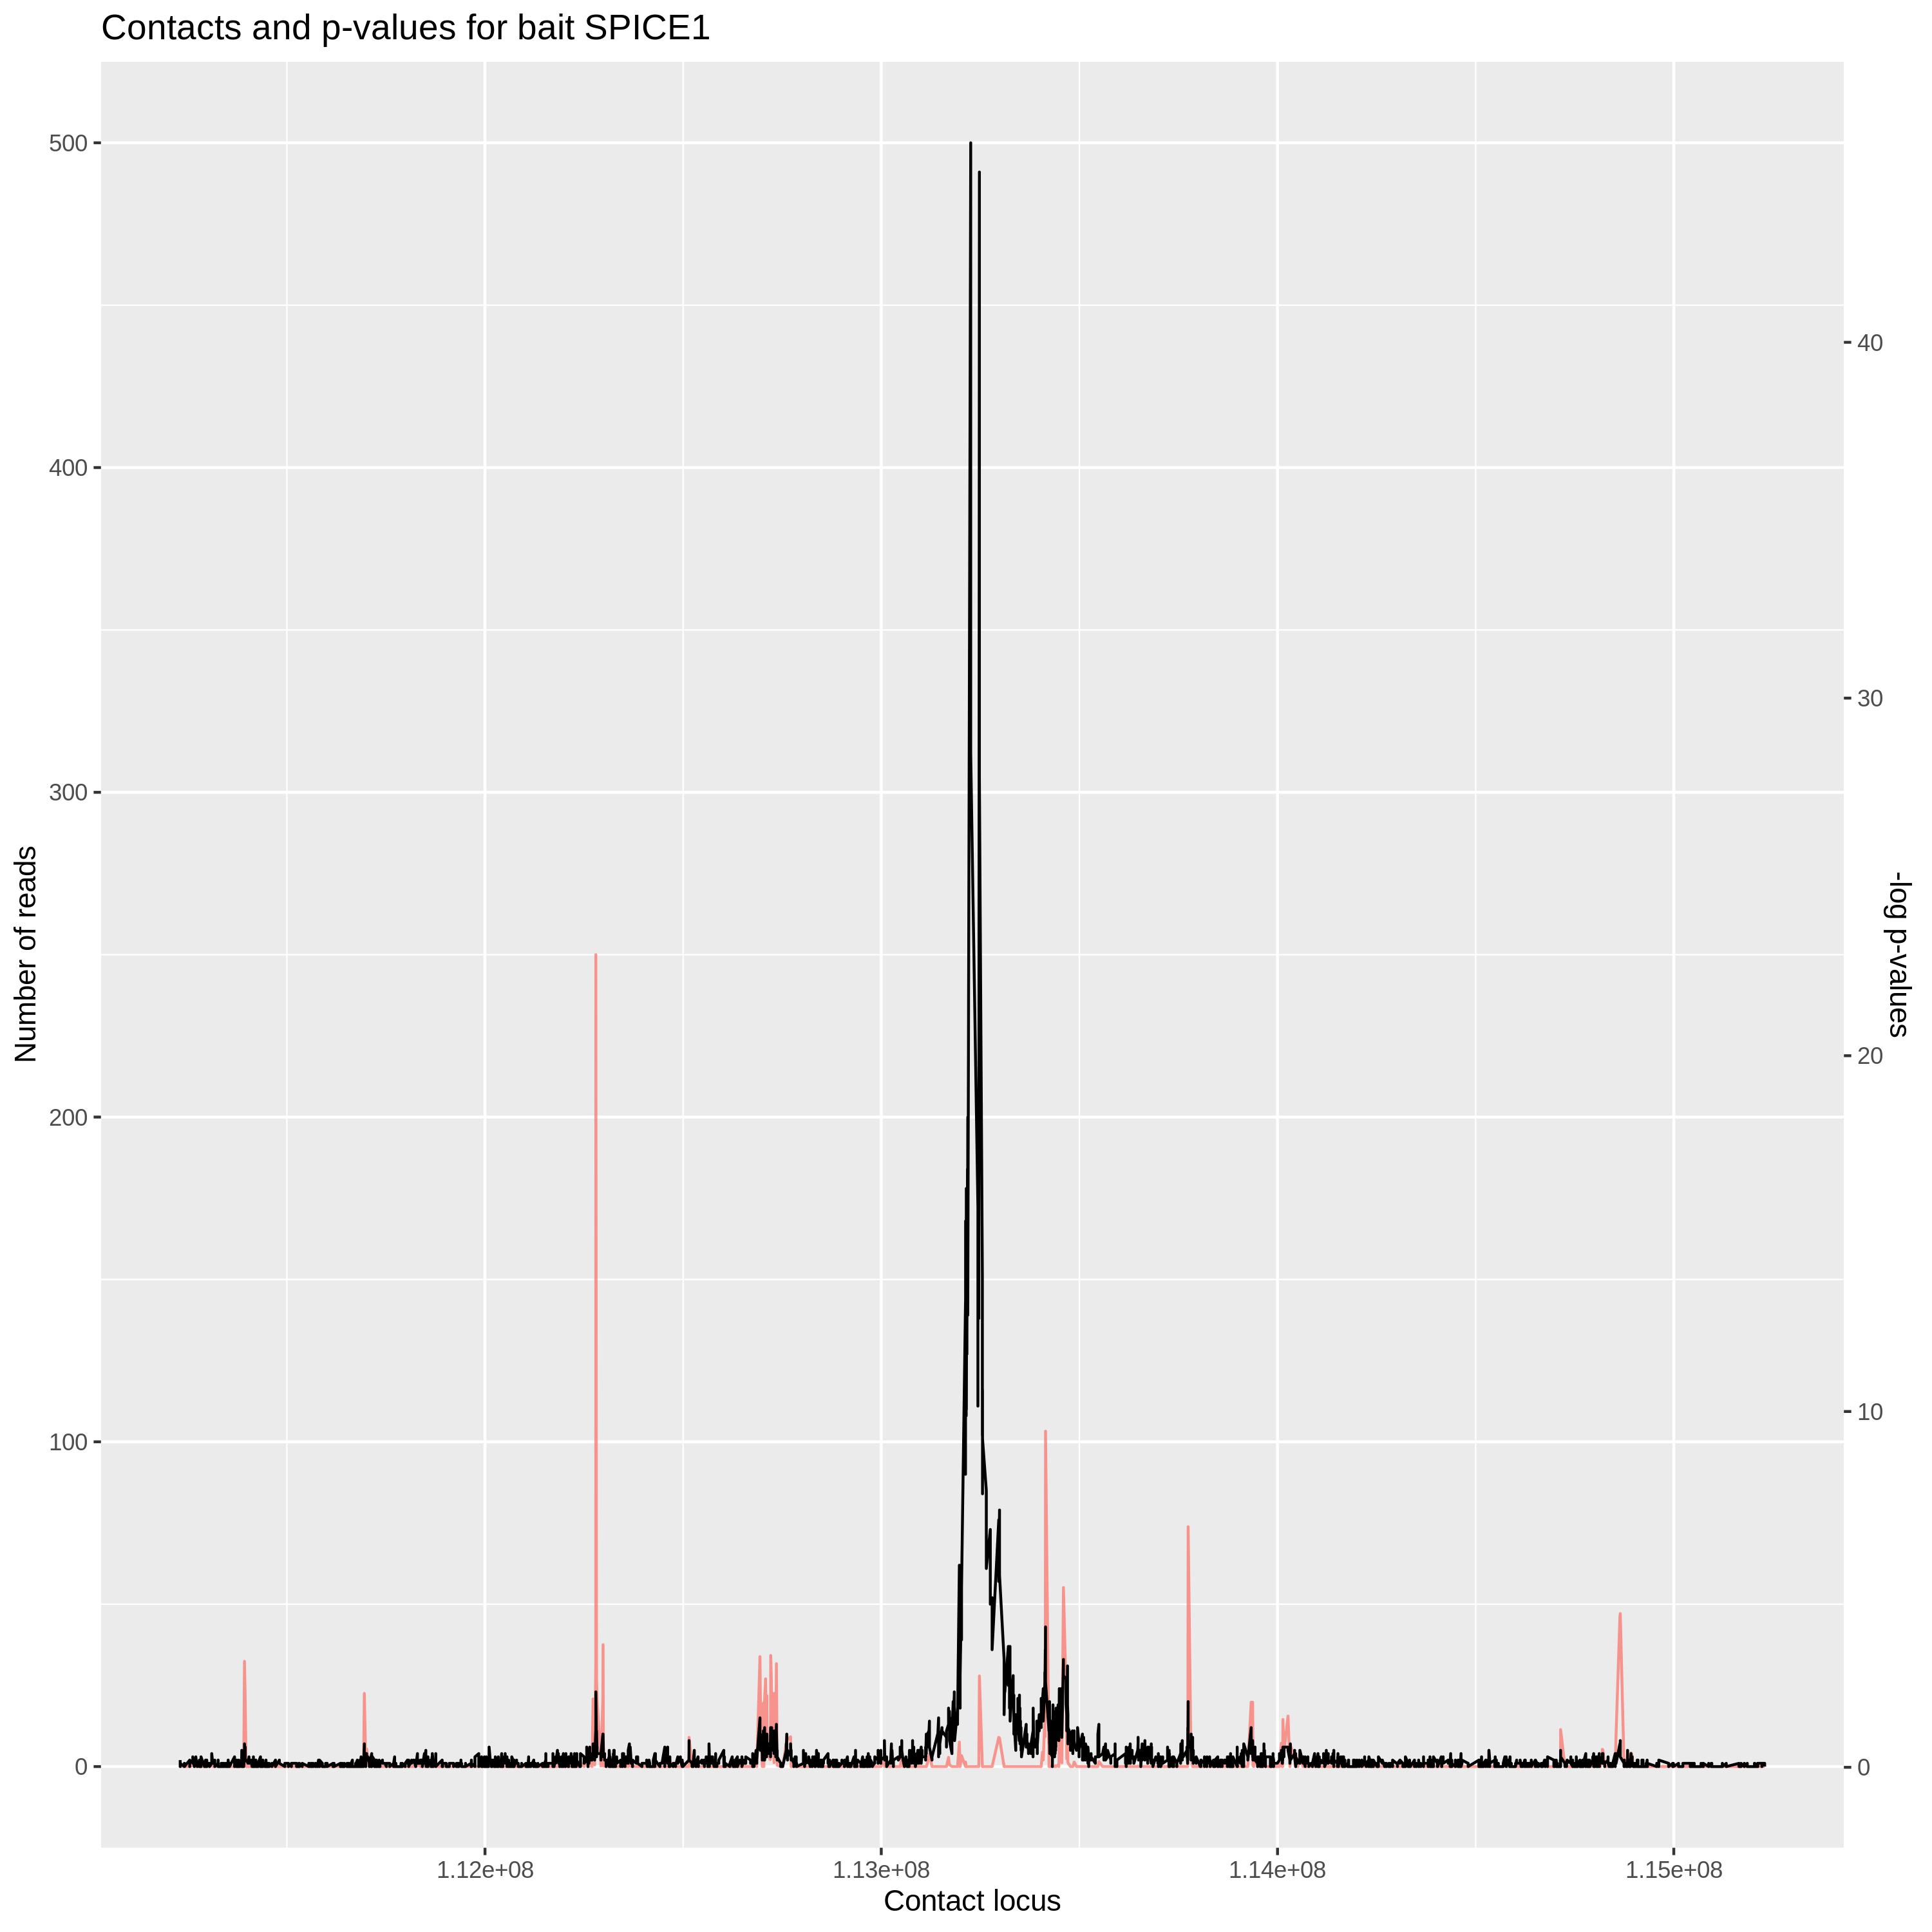 Contacts and p-values for bait SPICE1
500
400
300
200
100
0
Number of reads
40
30
20
10
0
-log p-values
1.12e+08
1.13e+08
1.14e+08
1.15e+08
Contact locus